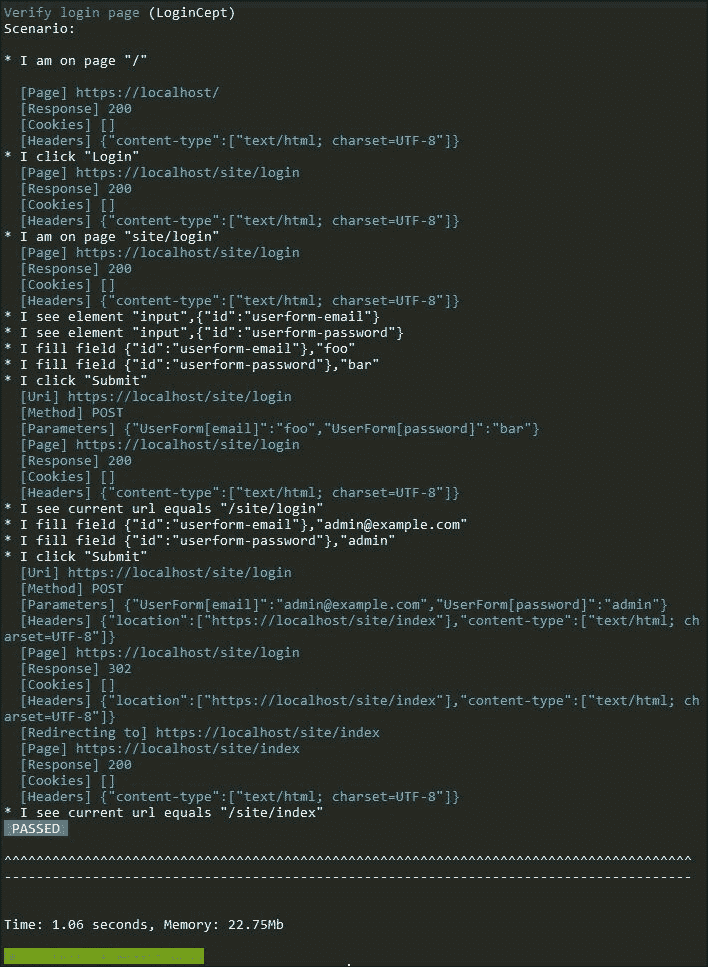 Verify login page (LoginCept)
Scenario:
* I am on page "/"
[Page] https://localhost/
[Response] 200
[Cookies] []
[Headers] {"content-type":["text/html; charset=UTF-8"]}
* I click "Login"
[Page] https://localhost/site/login
[Response] 200
[Cookies] []
[Headers] {"content-type":["text/html; charset=UTF-8"]}
* I am on page "site/login"
[Page] https://localhost/site/login
[Response] 200
[Cookies] []
[Headers] {"content-type":["text/html; charset=UTF-8"]}
* I see element "input",{"id":"userform-email"}
* I see element "input",{"id":"userform-password"}
* I fill field {"id":"userform-email"},"foo"
* I fill field {"id":"userform-password"},"bar"
* I click "Submit"
[Uri] https://localhost/site/login
[Method] POST
[Parameters] {"UserForm[email]":"foo","UserForm[password]":"bar"}
[Page] https://localhost/site/login
[Response] 200
[Cookies] []
[Headers] {"content-type":["text/html; charset=UTF-8"]}
* I see current url equals "/site/login"
* I fill field {"id":"userform-email"},"admin@example.com"
* I fill field {"id":"userform-password"},"admin"
* I click "Submit"
[Uri] https://localhost/site/login
[Method] POST
[Parameters] {"UserForm[email]":"admin@example.com","UserForm[password]":"admin"}
[Headers] {"location":["https://localhost/site/index"],"content-type":["text/html; ch
arset=UTF-8"]}
[Page] https://localhost/site/login
[Response] 302
[Cookies] []
[Headers] {"location":["https://localhost/site/index"],"content-type":["text/html; ch
arset=UTF-8"]}
[Redirecting to] https://localhost/site/index
[Page] https://localhost/site/index
[Response] 200
[Cookies] []
[Headers] {"content-type":["text/html; charset=UTF-8"]}
* I see current url equals "/site/index"
PASSED
^^^^^^^^^^^^^^^^^^^^^^^^^^^^^^^^^^^^^^^^^^^^^^^^^^^^^^^^^^^^^^^^^^^^^^^^^^^^^^^^^^^^^^
--------------------------------------------------------------------------------------
Time: 1.06 seconds, Memory: 22.75Mb